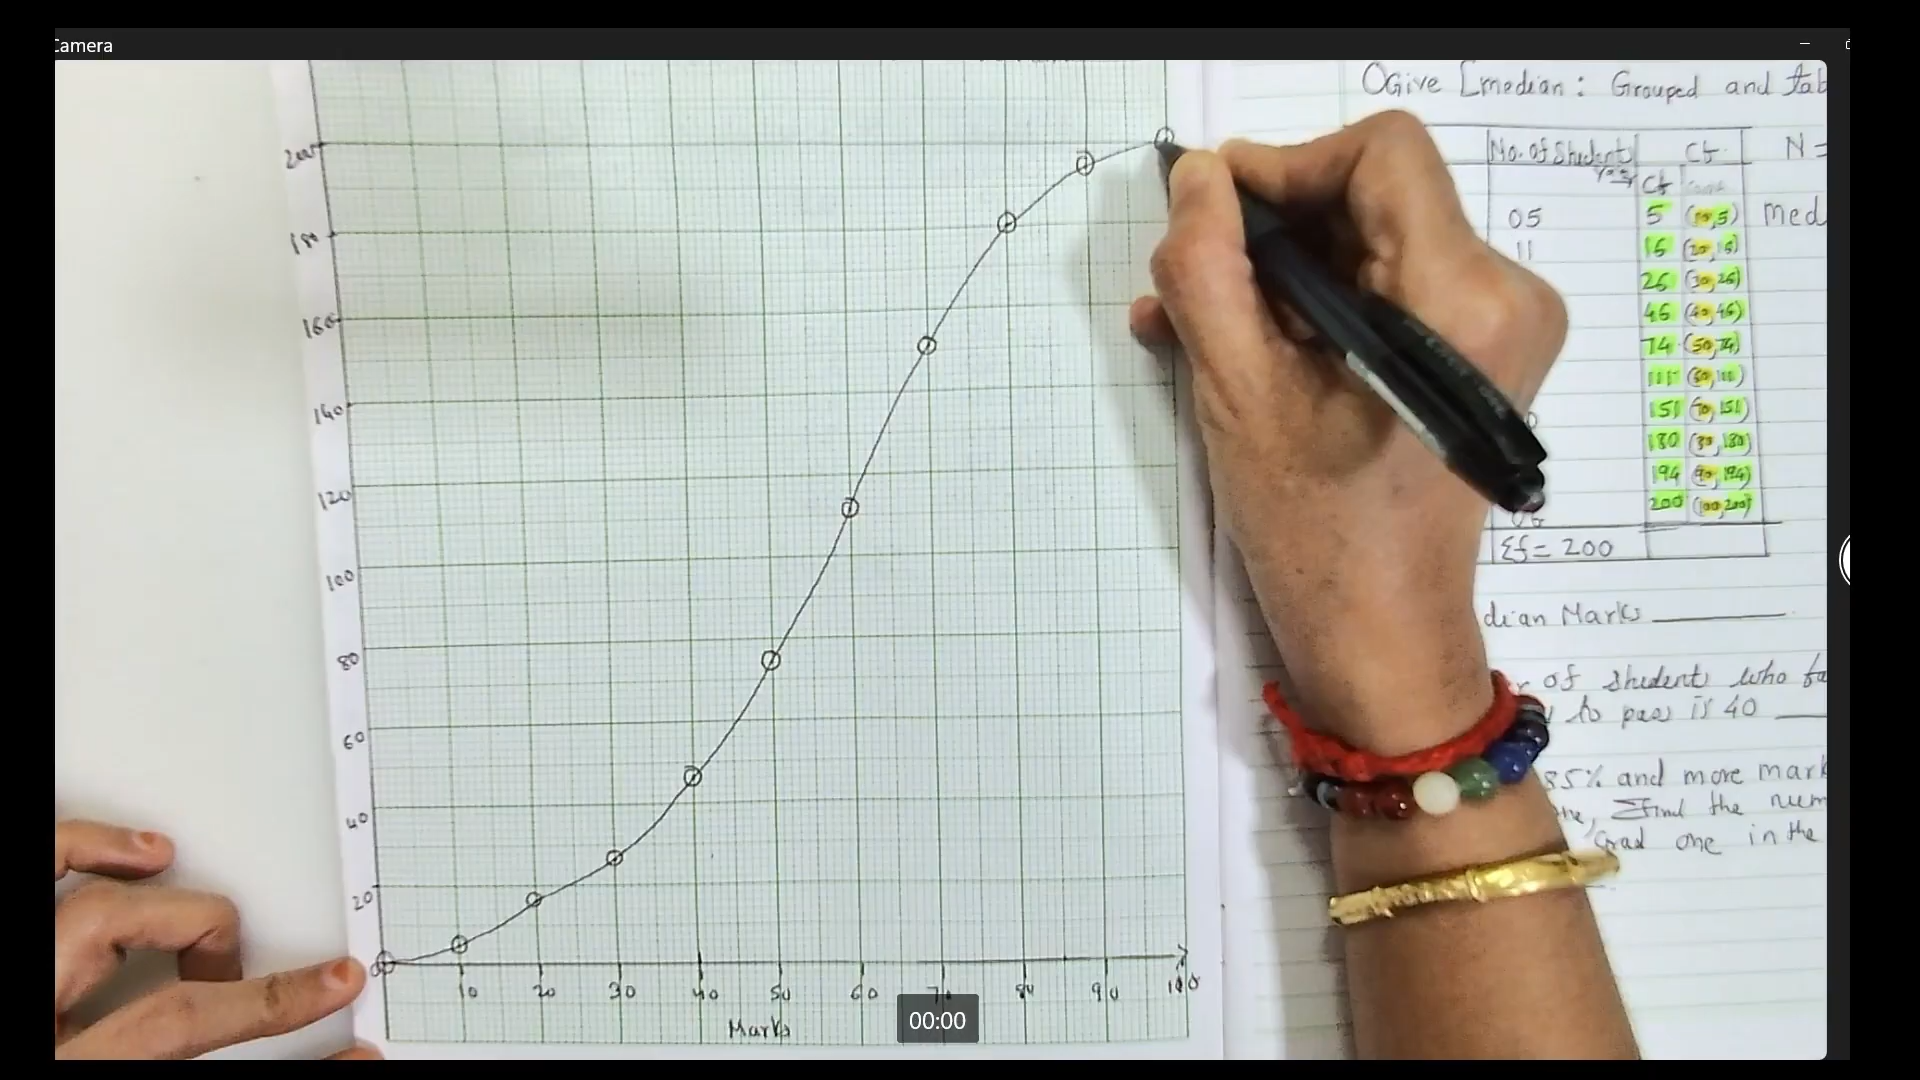 Camera
200
180
160
140
120
100
80
60
40
20
10 20 30 40 50 60 70 80 90 100
Marks
00:00
OGive [median : Grouped and tab
No. of Students Cf. N =
Cf
05 5 (10,5) med
11 16 (20,16)
26 (30,26)
46 (40,46)
74 (50,74)
111 (60,111)
151 (70,151)
180 (80,180)
194 (90,194)
06 200 (100,200)
Σf = 200
dian Marks
r of students who fa
to pass is 40
85% and more mark
Find the num
Grad one in the